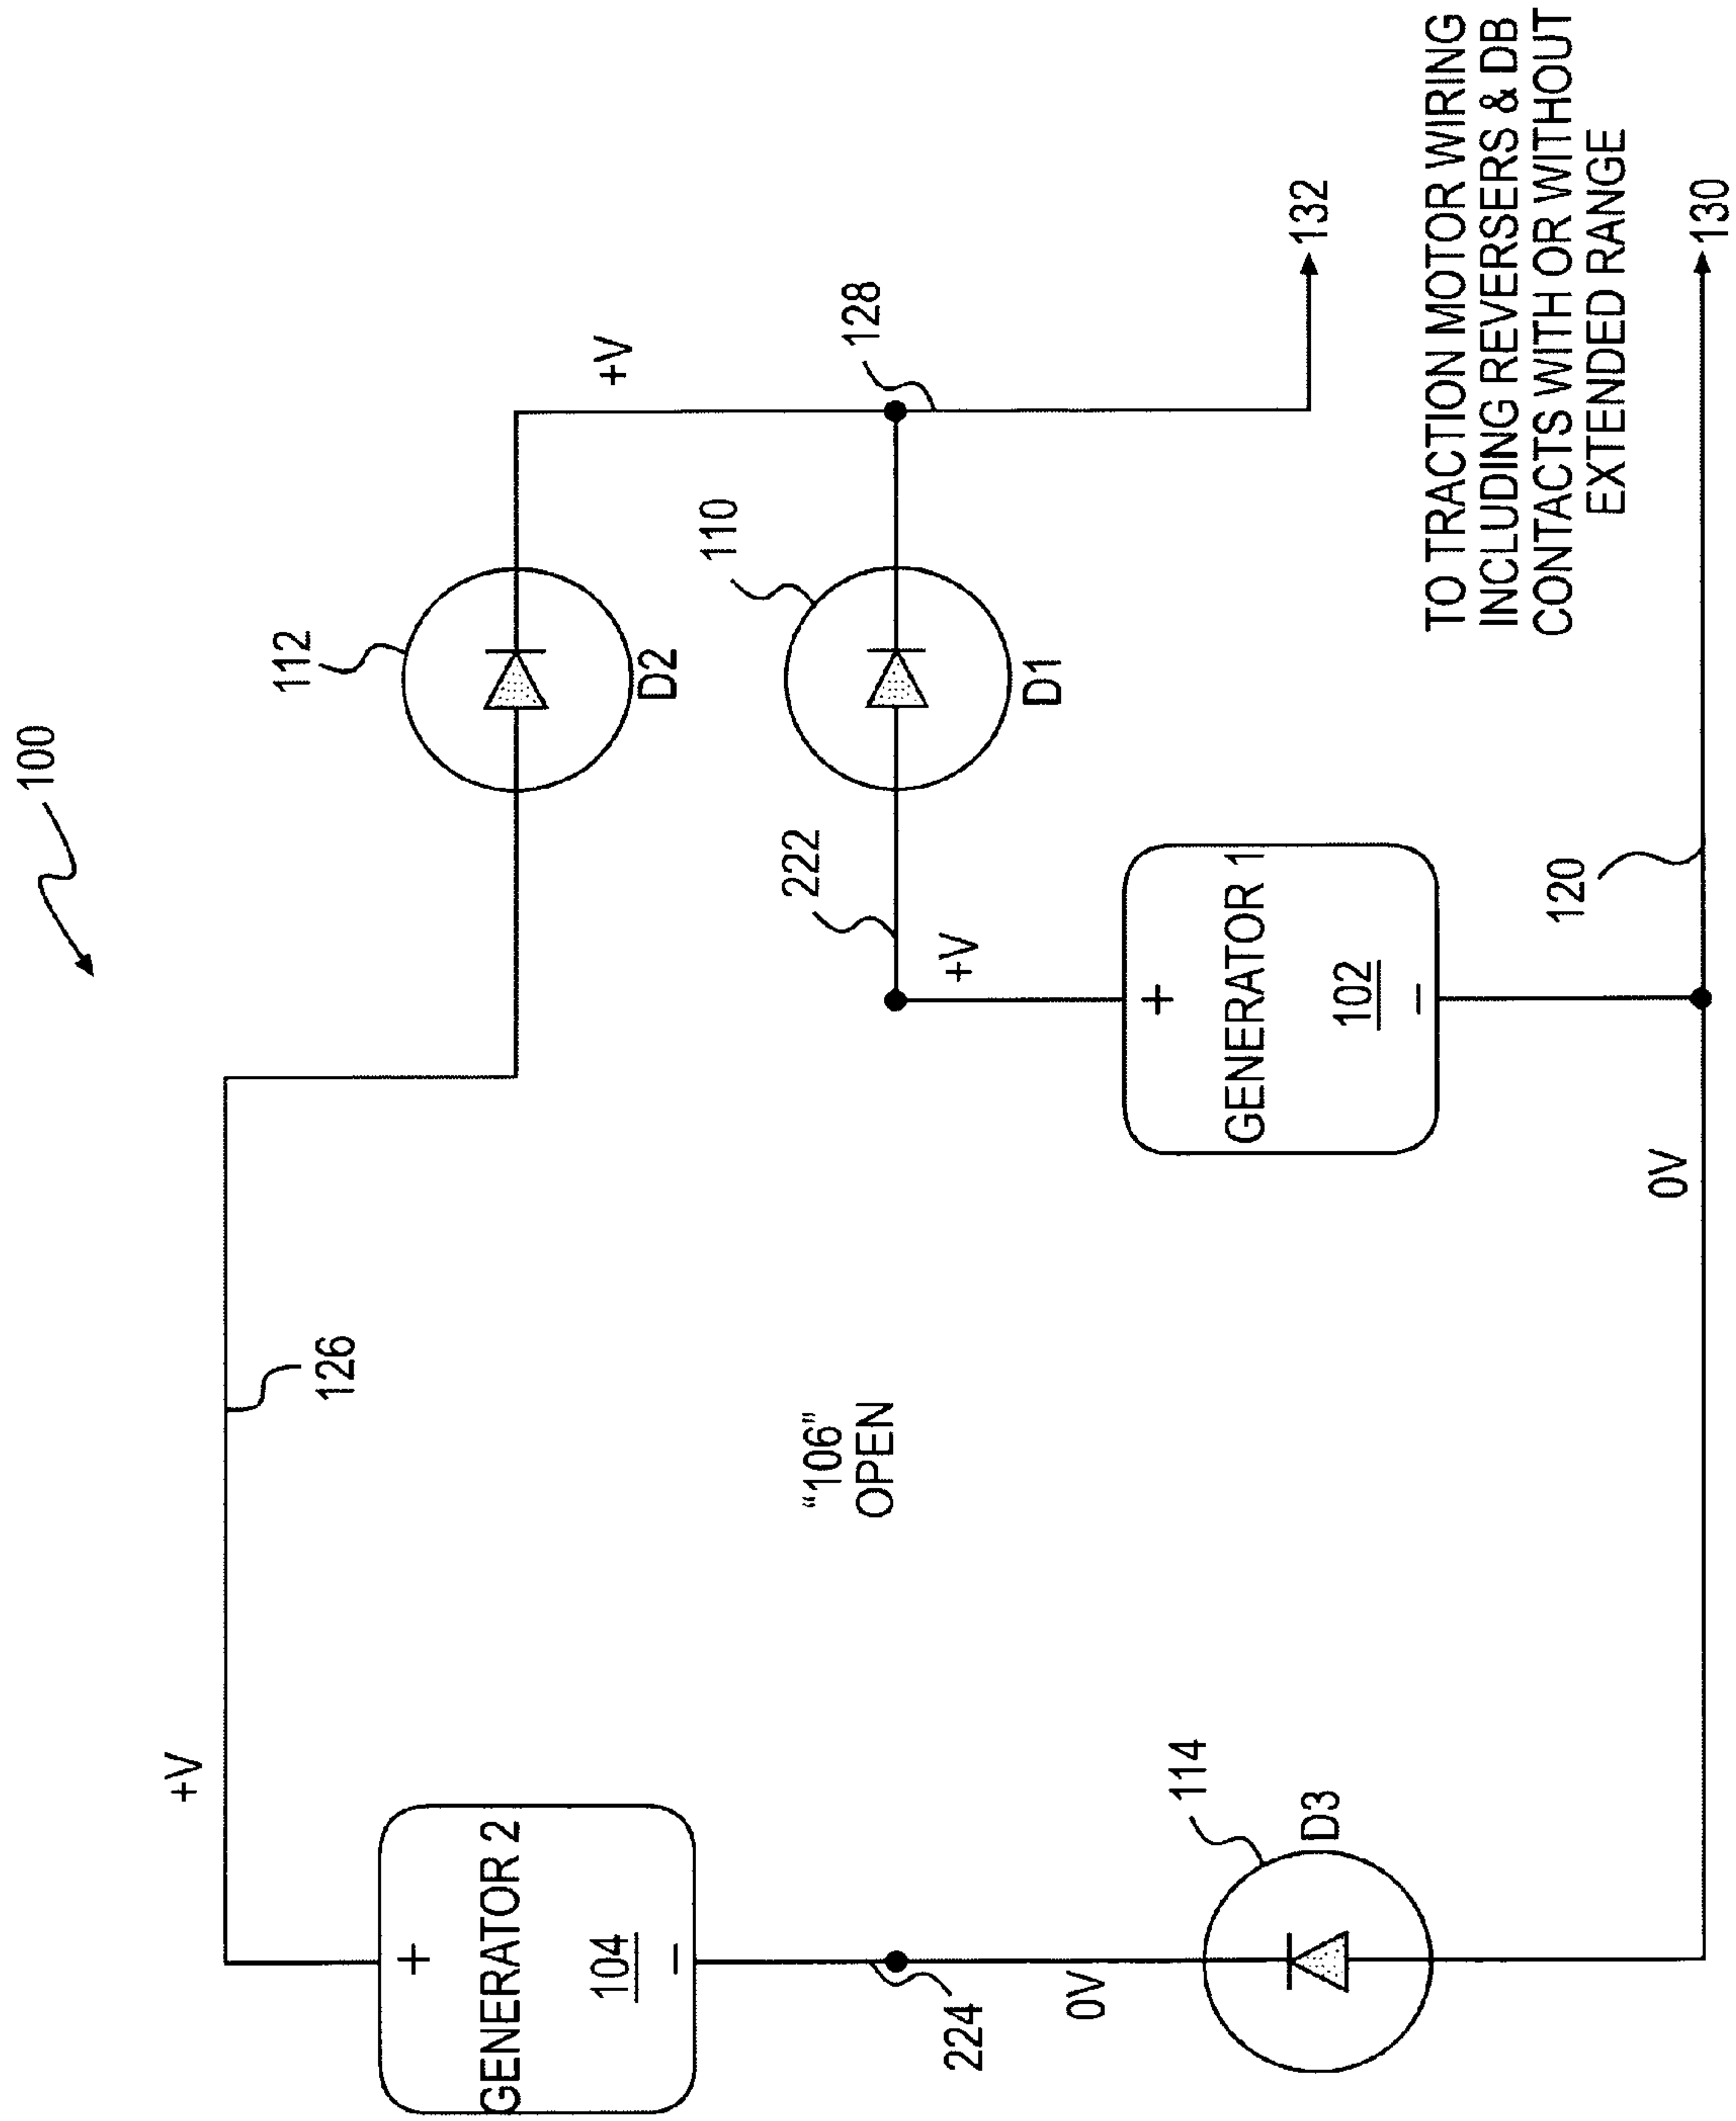 100
112
D2
+V
110
D1
128
132
222
+V
GENERATOR 1
+
102
−
120
130
0V
126
"106"
OPEN
+V
GENERATOR 2
+
104
−
224
0V
114
D3
TO TRACTION MOTOR WIRING
INCLUDING REVERSERS & DB
CONTACTS WITH OR WITHOUT
EXTENDED RANGE